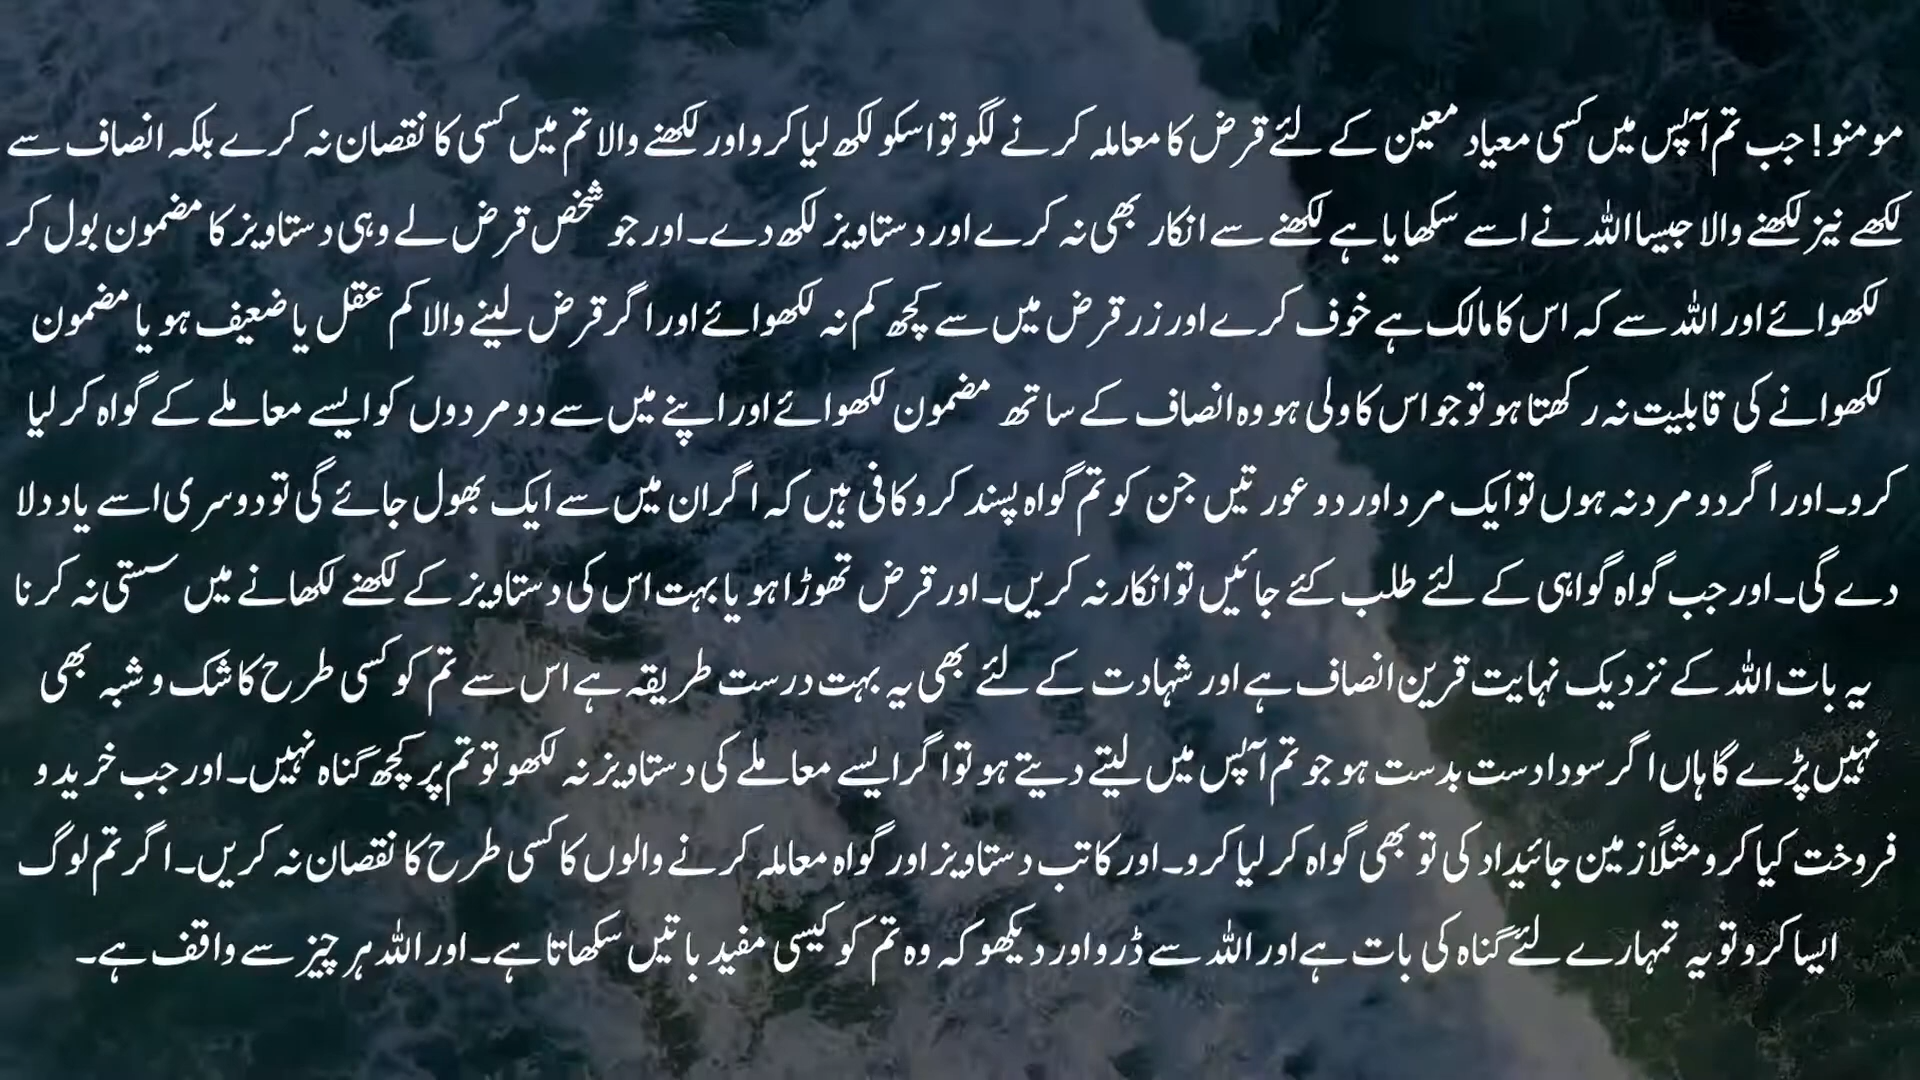 مومنو! جب تم آپس میں کسی معیاد معین کے لئے قرض کا معاملہ کرنے لگو تو اسکو لکھ لیا کرو اور لکھنے والا تم میں کسی کا نقصان نہ کرے بلکہ انصاف سے
لکھے نیز لکھنے والا جیسا اللہ نے اسے سکھایا ہے لکھنے سے انکار بھی نہ کرے اور دستاویز لکھ دے۔ اور جو شخص قرض لے وہی دستاویز کا مضمون بول کر
لکھوائے اور اللہ سے کہ اس کا مالک ہے خوف کرے اور زر قرض میں سے کچھ کم نہ لکھوائے اور اگر قرض لینے والا کم عقل یا ضعیف ہو یا مضمون
لکھوانے کی قابلیت نہ رکھتا ہو تو جو اس کا ولی ہو وہ انصاف کے ساتھ مضمون لکھوائے اور اپنے میں سے دو مردوں کو ایسے معاملے کے گواہ کر لیا
کرو۔ اور اگر دو مرد نہ ہوں تو ایک مرد اور دو عورتیں جن کو تم گواہ پسند کرو کافی ہیں کہ اگر ان میں سے ایک بھول جائے گی تو دوسری اسے یاد دلا
دے گی۔ اور جب گواہ گواہی کے لئے طلب کئے جائیں تو انکار نہ کریں۔ اور قرض تھوڑا ہو یا بہت اس کی دستاویز کے لکھنے لکھانے میں سستی نہ کرنا
یہ بات اللہ کے نزدیک نہایت قرین انصاف ہے اور شہادت کے لئے بھی یہ بہت درست طریقہ ہے اس سے تم کو کسی طرح کا شک و شبہ بھی
نہیں پڑے گا ہاں اگر سودا دست بدست ہو جو تم آپس میں لیتے دیتے ہو تو اگر ایسے معاملے کی دستاویز نہ لکھو تو تم پر کچھ گناہ نہیں۔ اور جب خرید و
فروخت کیا کرو مثلاً زمین جائیداد کی تو بھی گواہ کر لیا کرو۔ اور کاتب دستاویز اور گواہ معاملہ کرنے والوں کا کسی طرح کا نقصان نہ کریں۔ اگر تم لوگ
ایسا کرو تو یہ تمہارے لئے گناہ کی بات ہے اور اللہ سے ڈرو اور دیکھو کہ وہ تم کو کیسی مفید باتیں سکھاتا ہے۔ اور اللہ ہر چیز سے واقف ہے۔